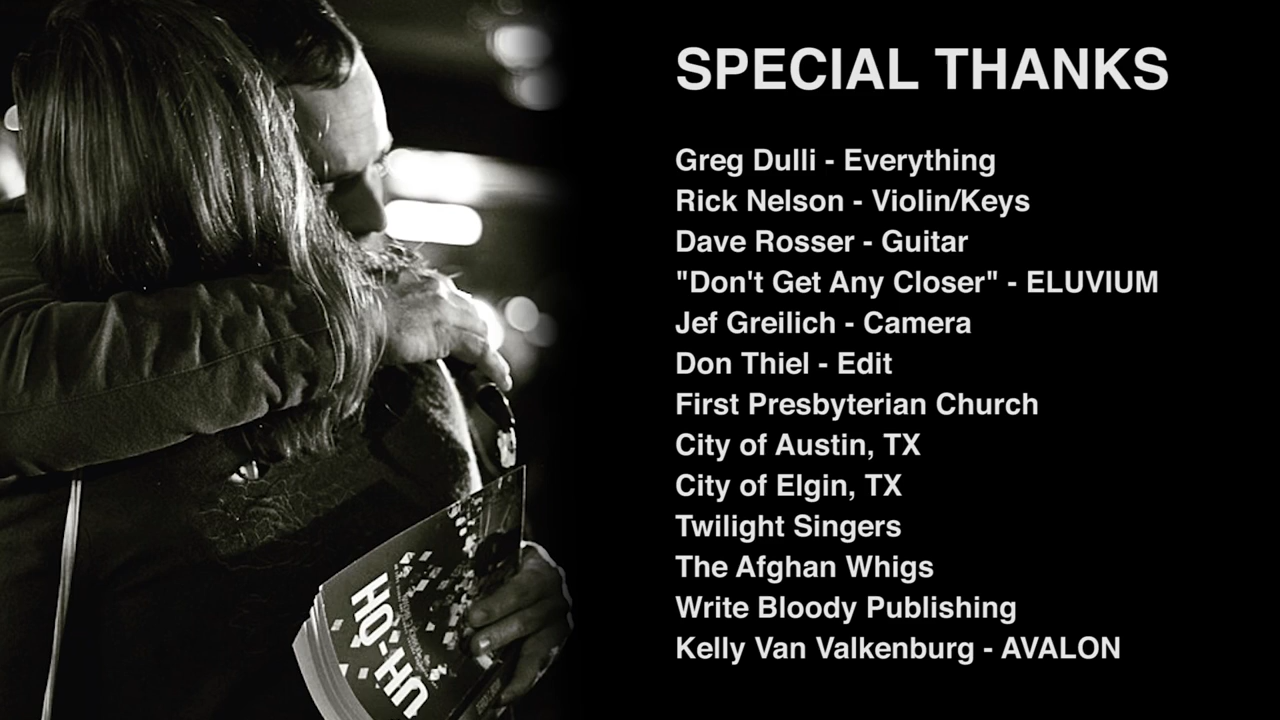 SPECIAL THANKS
Greg Dulli - Everything
Rick Nelson - Violin/Keys
Dave Rosser - Guitar
"Don't Get Any Closer" - ELUVIUM
Jef Greilich - Camera
Don Thiel - Edit
First Presbyterian Church
City of Austin, TX
City of Elgin, TX
Twilight Singers
The Afghan Whigs
Write Bloody Publishing
Kelly Van Valkenburg - AVALON
UH-OH